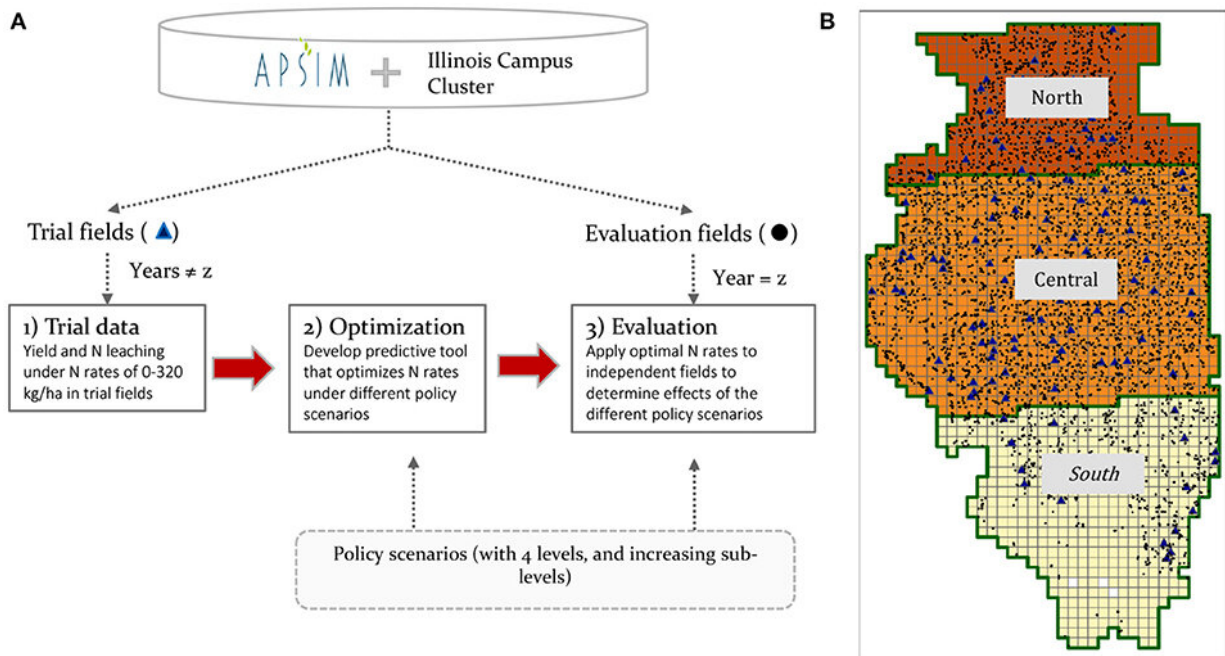 A
APSIM
Illinois Campus
Cluster
Trial fields ( )
Evaluation fields ( )
Years ≠ z
Year = z
1) Trial data
Yield and N leaching
under N rates of 0-320
kg/ha in trial fields
2) Optimization
Develop predictive tool
that optimizes N rates
under different policy
scenarios
3) Evaluation
Apply optimal N rates to
independent fields to
determine effects of the
different policy scenarios
Policy scenarios (with 4 levels, and increasing sub-
levels)
B
North
Central
South